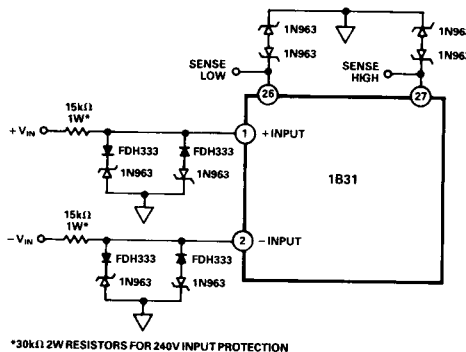 1N963
1N963
1N963
SENSE
LOW
SENSE
HIGH
26
27
15kΩ
1W*
+VIN
1
+INPUT
FDH333
FDH333
1N963
1N963
1B31
15kΩ
1W*
−VIN
2
−INPUT
FDH333
FDH333
1N963
1N963
*30kΩ 2W RESISTORS FOR 240V INPUT PROTECTION